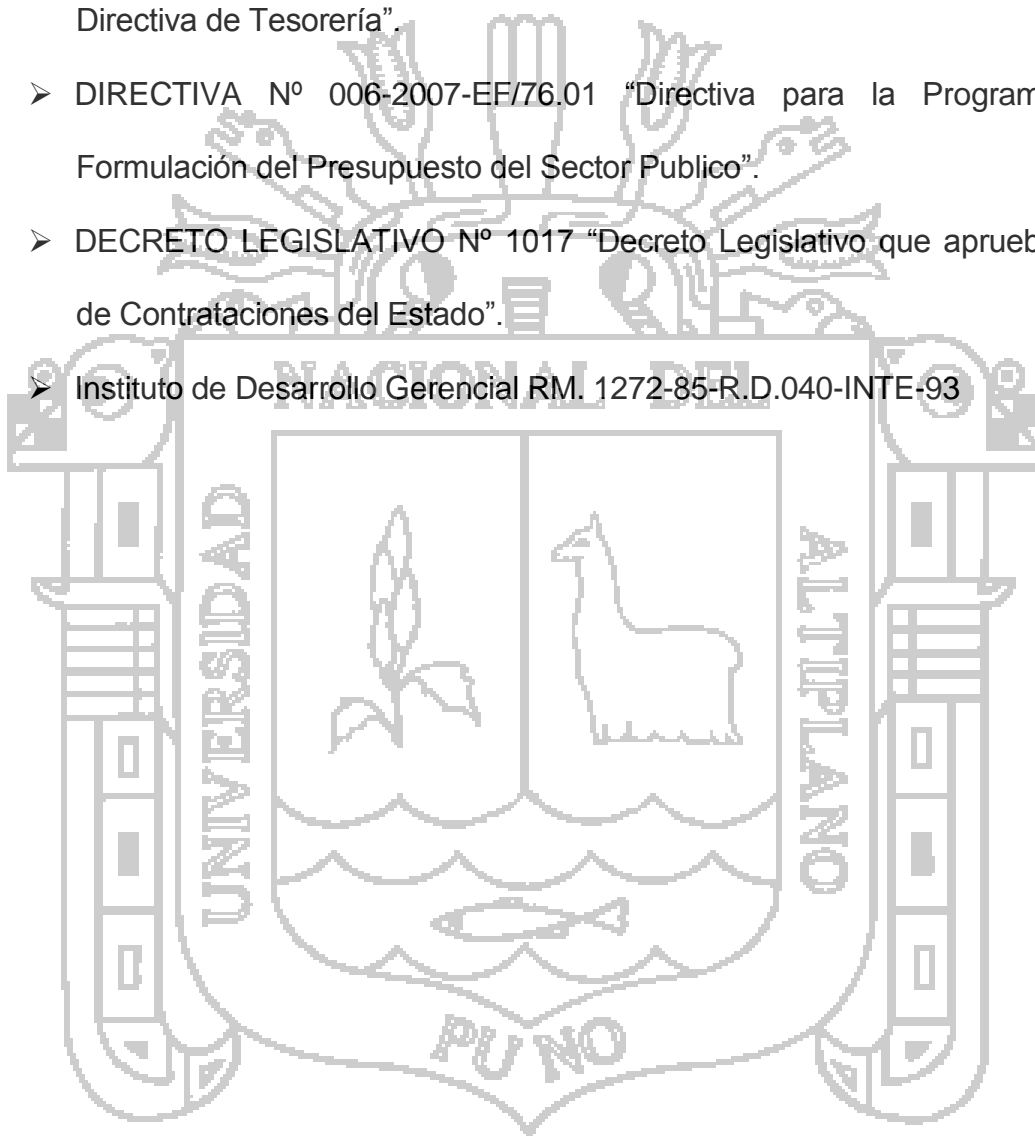 Directiva de Tesorería”.
➢ DIRECTIVA Nº 006-2007-EF/76.01 “Directiva para la Program
Formulación del Presupuesto del Sector Publico”.
➢ DECRETO LEGISLATIVO Nº 1017 “Decreto Legislativo que aprueb
de Contrataciones del Estado”.
➢ Instituto de Desarrollo Gerencial RM. 1272-85-R.D.040-INTE-93
NACIONAL DEL
UNIVERSIDAD
ALTIPLANO
PUNO